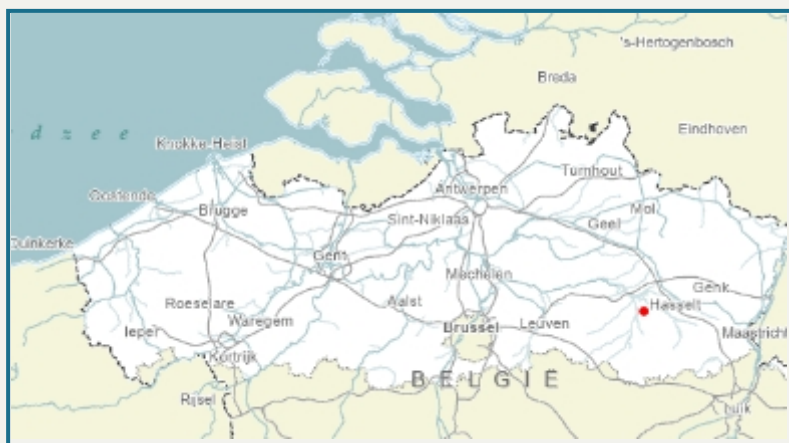 's-Hertogenbosch
Breda
Eindhoven
d z e e
Knokke-Heist
Turnhout
Antwerpen
Oostende
Mol
Brugge
Sint-Niklaas
Geel
Duinkerke
Gent
Mechelen
Genk
Roeselare
Aalst
Hasselt
Ieper
Waregem
Brussel
Leuven
Maastricht
Kortrijk
BELGIË
Rijsel
Luik